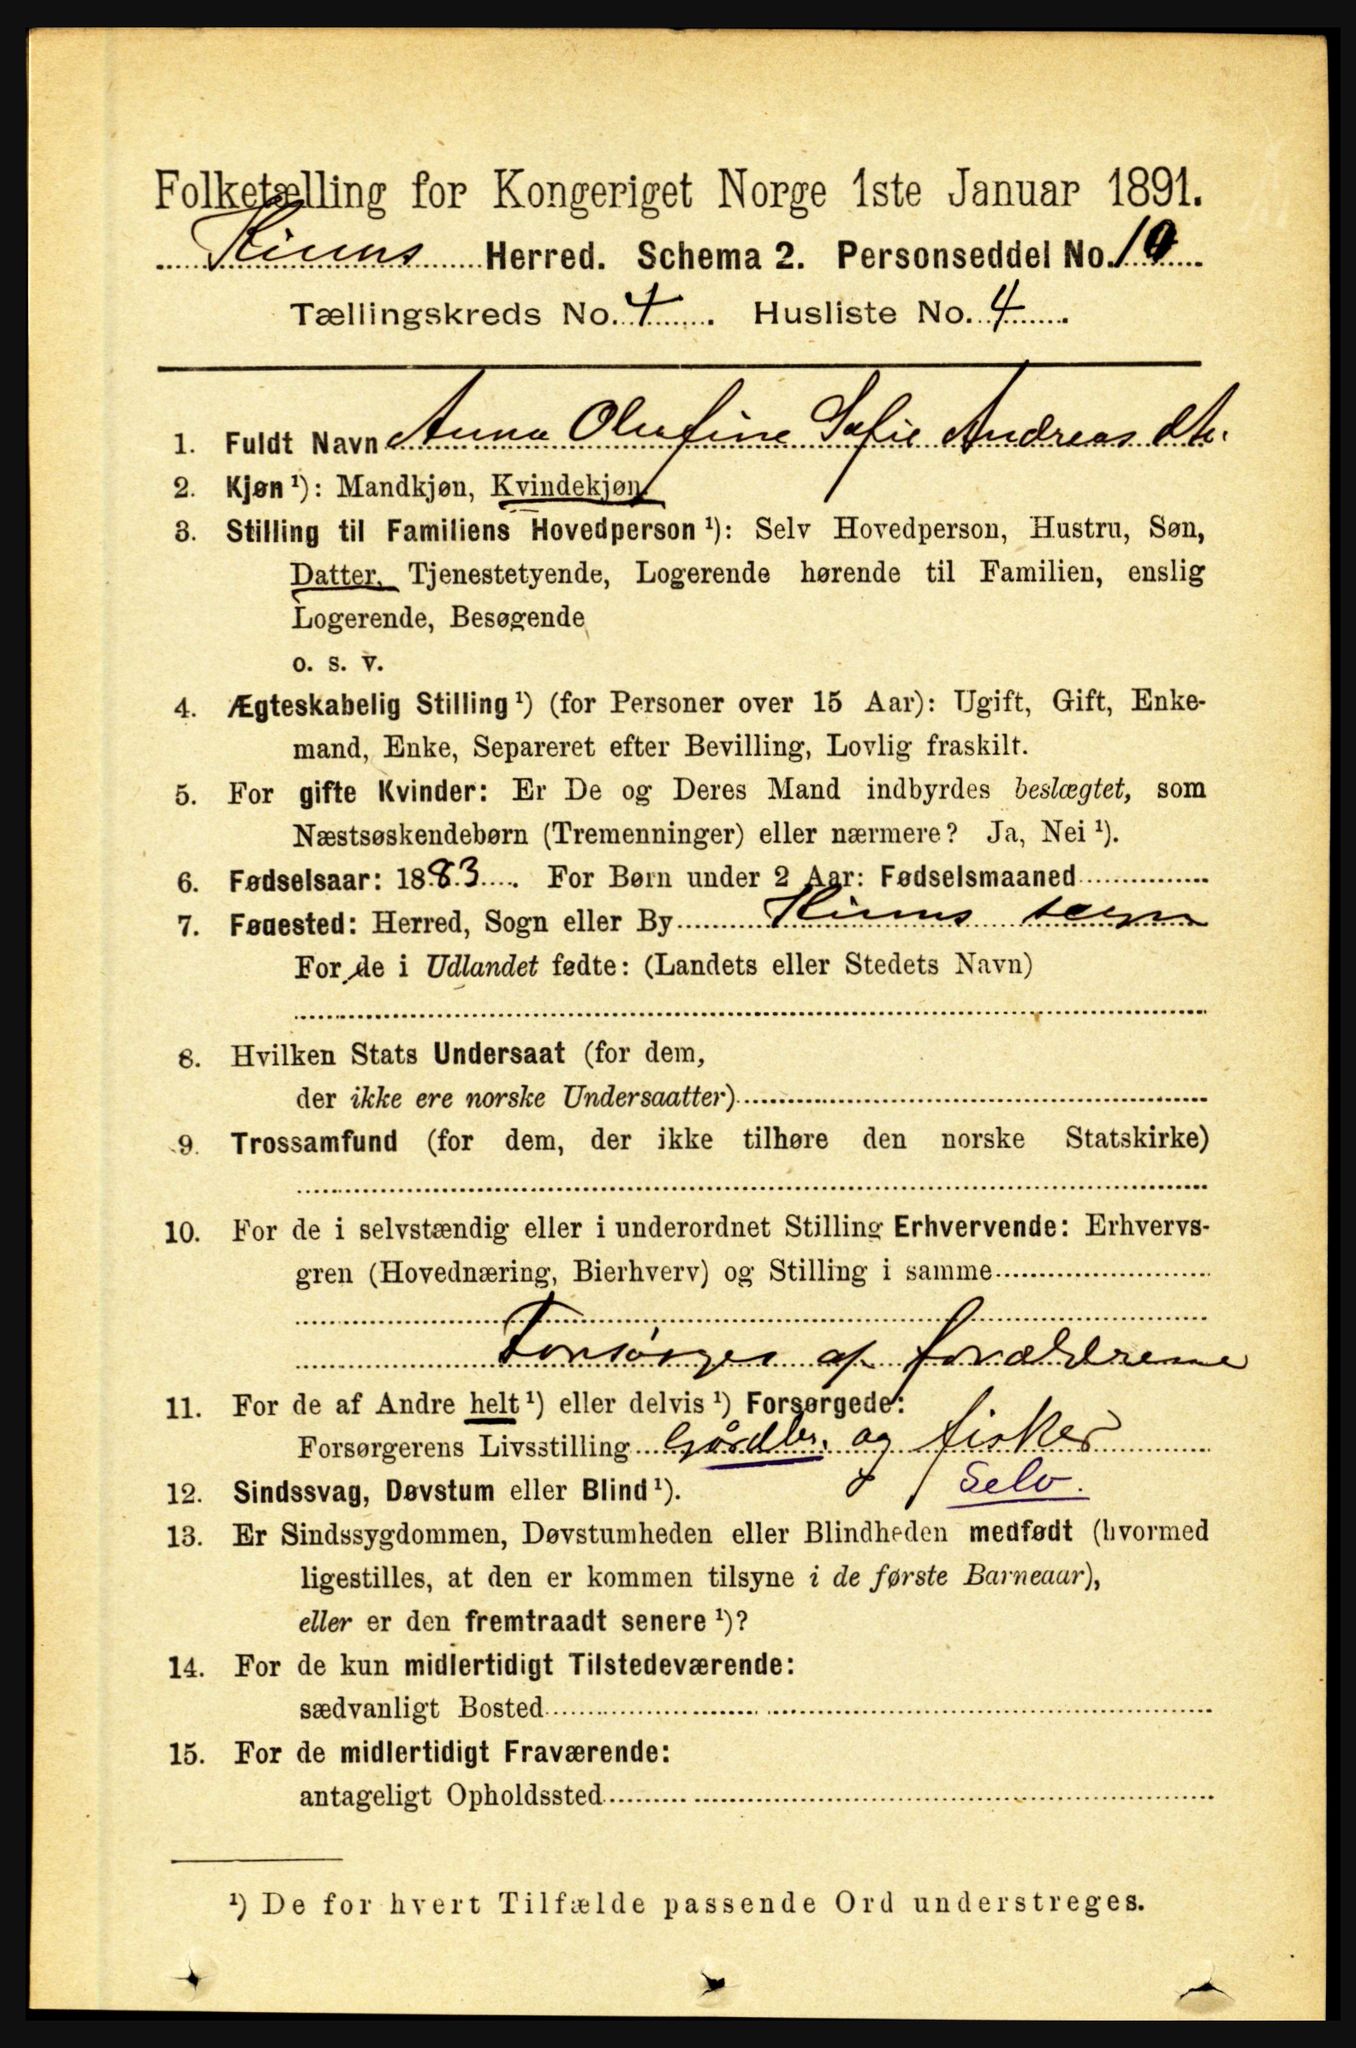 Folketælling for Kongeriget Norge 1ste Januar 1891.
Kinns Herred. Schema 2. Personseddel No. 10
Tællingskreds No. 4. Husliste No. 4.
1. Fuldt Navn Anna Olufine Sofie Andreas dtr.
2. Kjøn ¹): Mandkjøn, Kvindekjøn.
3. Stilling til Familiens Hovedperson ¹): Selv Hovedperson, Hustru, Søn,
Datter, Tjenestetyende, Logerende hørende til Familien, enslig
Logerende, Besøgende
o. s. v.
4. Ægteskabelig Stilling ¹) (for Personer over 15 Aar): Ugift, Gift, Enke-
mand, Enke, Separeret efter Bevilling, Lovlig fraskilt.
5. For gifte Kvinder: Er De og Deres Mand indbyrdes beslægtet, som
Næstsøskendebørn (Tremenninger) eller nærmere? Ja, Nei ¹).
6. Fødselsaar: 1883. For Børn under 2 Aar: Fødselsmaaned
7. Fødested: Herred, Sogn eller By Kinns sogn
For de i Udlandet fødte: (Landets eller Stedets Navn)
8. Hvilken Stats Undersaat (for dem,
der ikke ere norske Undersaatter)
9. Trossamfund (for dem, der ikke tilhøre den norske Statskirke)
10. For de i selvstændig eller i underordnet Stilling Erhvervende: Erhvervs-
gren (Hovednæring, Bierhverv) og Stilling i samme
Forsørges af forældrene
11. For de af Andre helt ¹) eller delvis ¹) Forsørgede:
Forsørgerens Livsstilling Gårdbr. og fisker
Selv.
12. Sindssvag, Døvstum eller Blind ¹).
13. Er Sindssygdommen, Døvstumheden eller Blindheden medfødt (hvormed
ligestilles, at den er kommen tilsyne i de første Barneaar),
eller er den fremtraadt senere ¹)?
14. For de kun midlertidigt Tilstedeværende:
sædvanligt Bosted
15. For de midlertidigt Fraværende:
antageligt Opholdssted
¹) De for hvert Tilfælde passende Ord understreges.